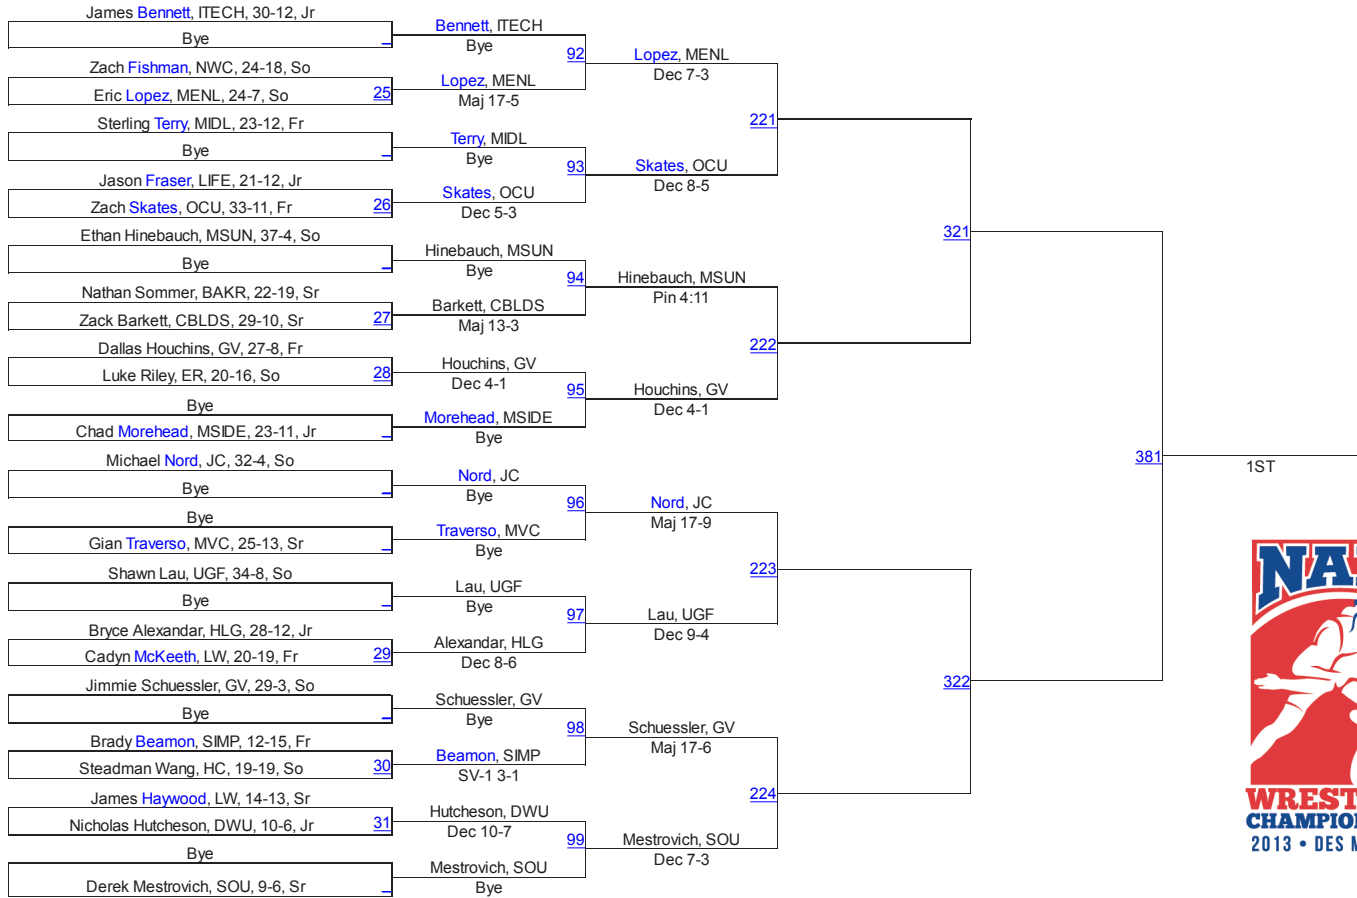 James Bennett, ITECH, 30-12, Jr
Bye
Bennett, ITECH
Bye
92
Lopez, MENL
Dec 7-3
Zach Fishman, NWC, 24-18, So
Eric Lopez, MENL, 24-7, So
25
Lopez, MENL
Maj 17-5
221
Sterling Terry, MIDL, 23-12, Fr
Bye
Terry, MIDL
Bye
93
Skates, OCU
Dec 8-5
Jason Fraser, LIFE, 21-12, Jr
Zach Skates, OCU, 33-11, Fr
26
Skates, OCU
Dec 5-3
321
Ethan Hinebauch, MSUN, 37-4, So
Bye
Hinebauch, MSUN
Bye
94
Hinebauch, MSUN
Pin 4:11
Nathan Sommer, BAKR, 22-19, Sr
Zack Barkett, CBLDS, 29-10, Sr
27
Barkett, CBLDS
Maj 13-3
222
Dallas Houchins, GV, 27-8, Fr
Luke Riley, ER, 20-16, So
28
Houchins, GV
Dec 4-1
95
Houchins, GV
Dec 4-1
Bye
Chad Morehead, MSIDE, 23-11, Jr
Morehead, MSIDE
Bye
381
1ST
Michael Nord, JC, 32-4, So
Bye
Nord, JC
Bye
96
Nord, JC
Maj 17-9
Bye
Gian Traverso, MVC, 25-13, Sr
Traverso, MVC
Bye
223
Shawn Lau, UGF, 34-8, So
Bye
Lau, UGF
Bye
97
Lau, UGF
Dec 9-4
Bryce Alexandar, HLG, 28-12, Jr
Cadyn McKeeth, LW, 20-19, Fr
29
Alexandar, HLG
Dec 8-6
322
Jimmie Schuessler, GV, 29-3, So
Bye
Schuessler, GV
Bye
98
Schuessler, GV
Maj 17-6
Brady Beamon, SIMP, 12-15, Fr
Steadman Wang, HC, 19-19, So
30
Beamon, SIMP
SV-1 3-1
224
James Haywood, LW, 14-13, Sr
Nicholas Hutcheson, DWU, 10-6, Jr
31
Hutcheson, DWU
Dec 10-7
99
Mestrovich, SOU
Dec 7-3
Bye
Derek Mestrovich, SOU, 9-6, Sr
Mestrovich, SOU
Bye
NA
WREST
CHAMPIO
2013 • DES